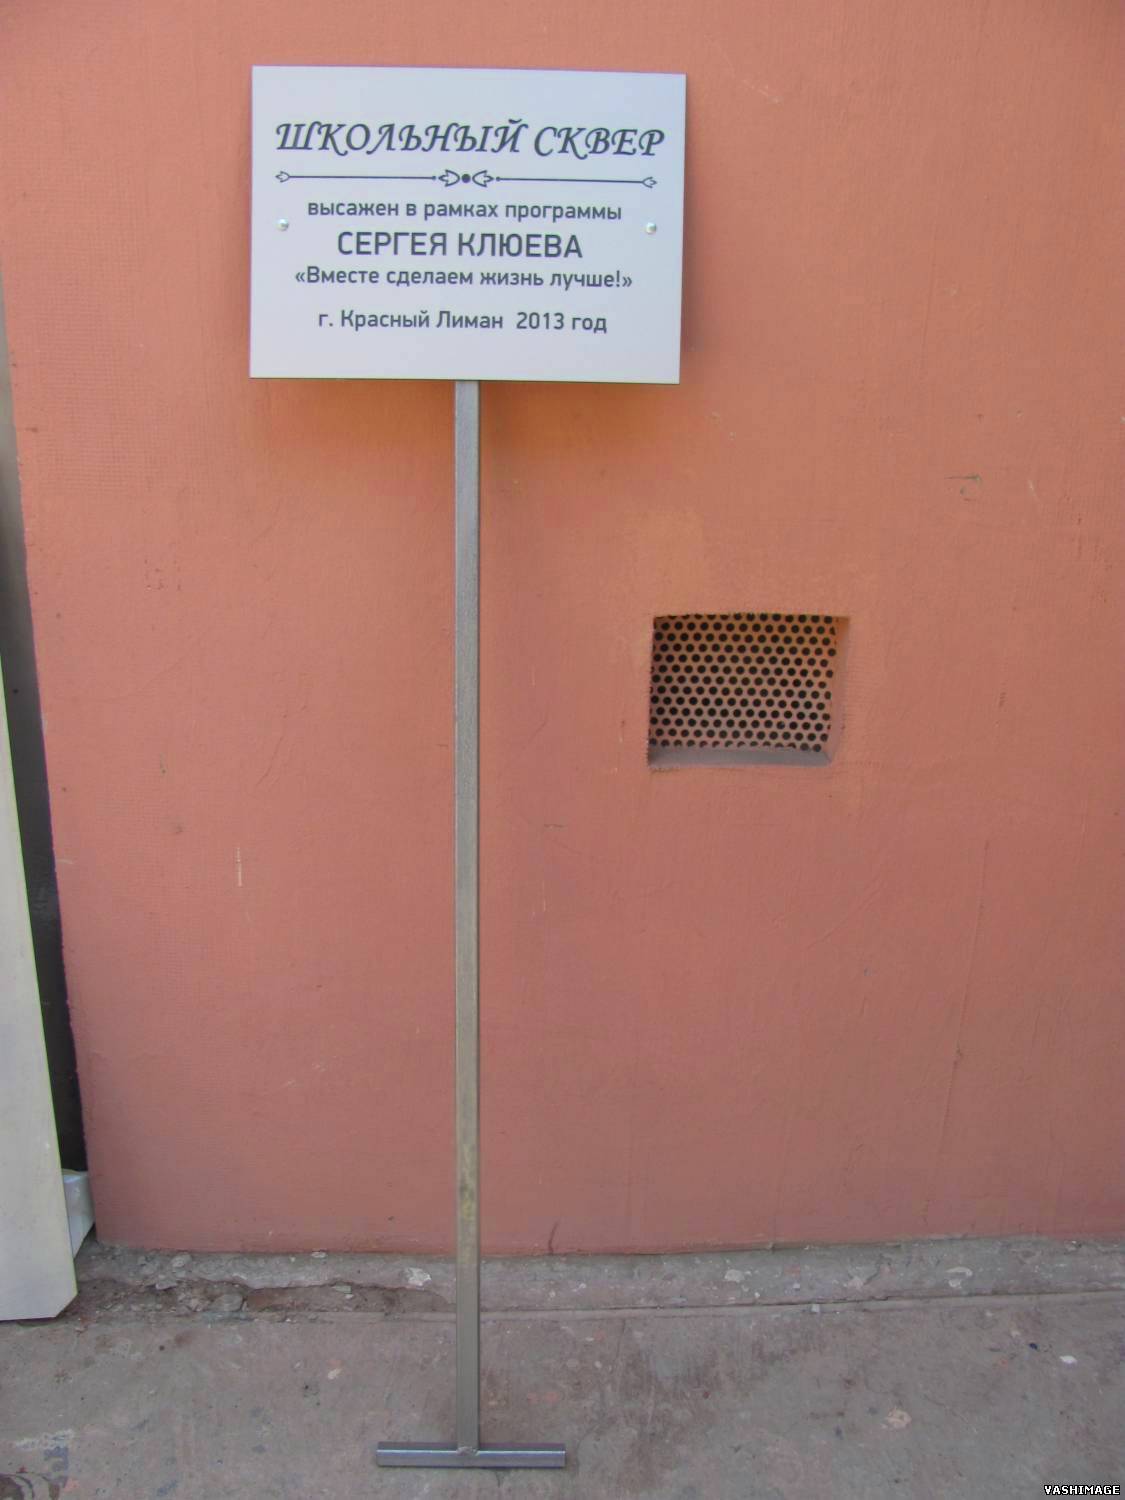 ШКОЛЬНЫЙ СКВЕР
высажен в рамках программы
СЕРГЕЯ КЛЮЕВА
«Вместе сделаем жизнь лучше!»
г. Красный Лиман 2013 год
VASHIMAGE